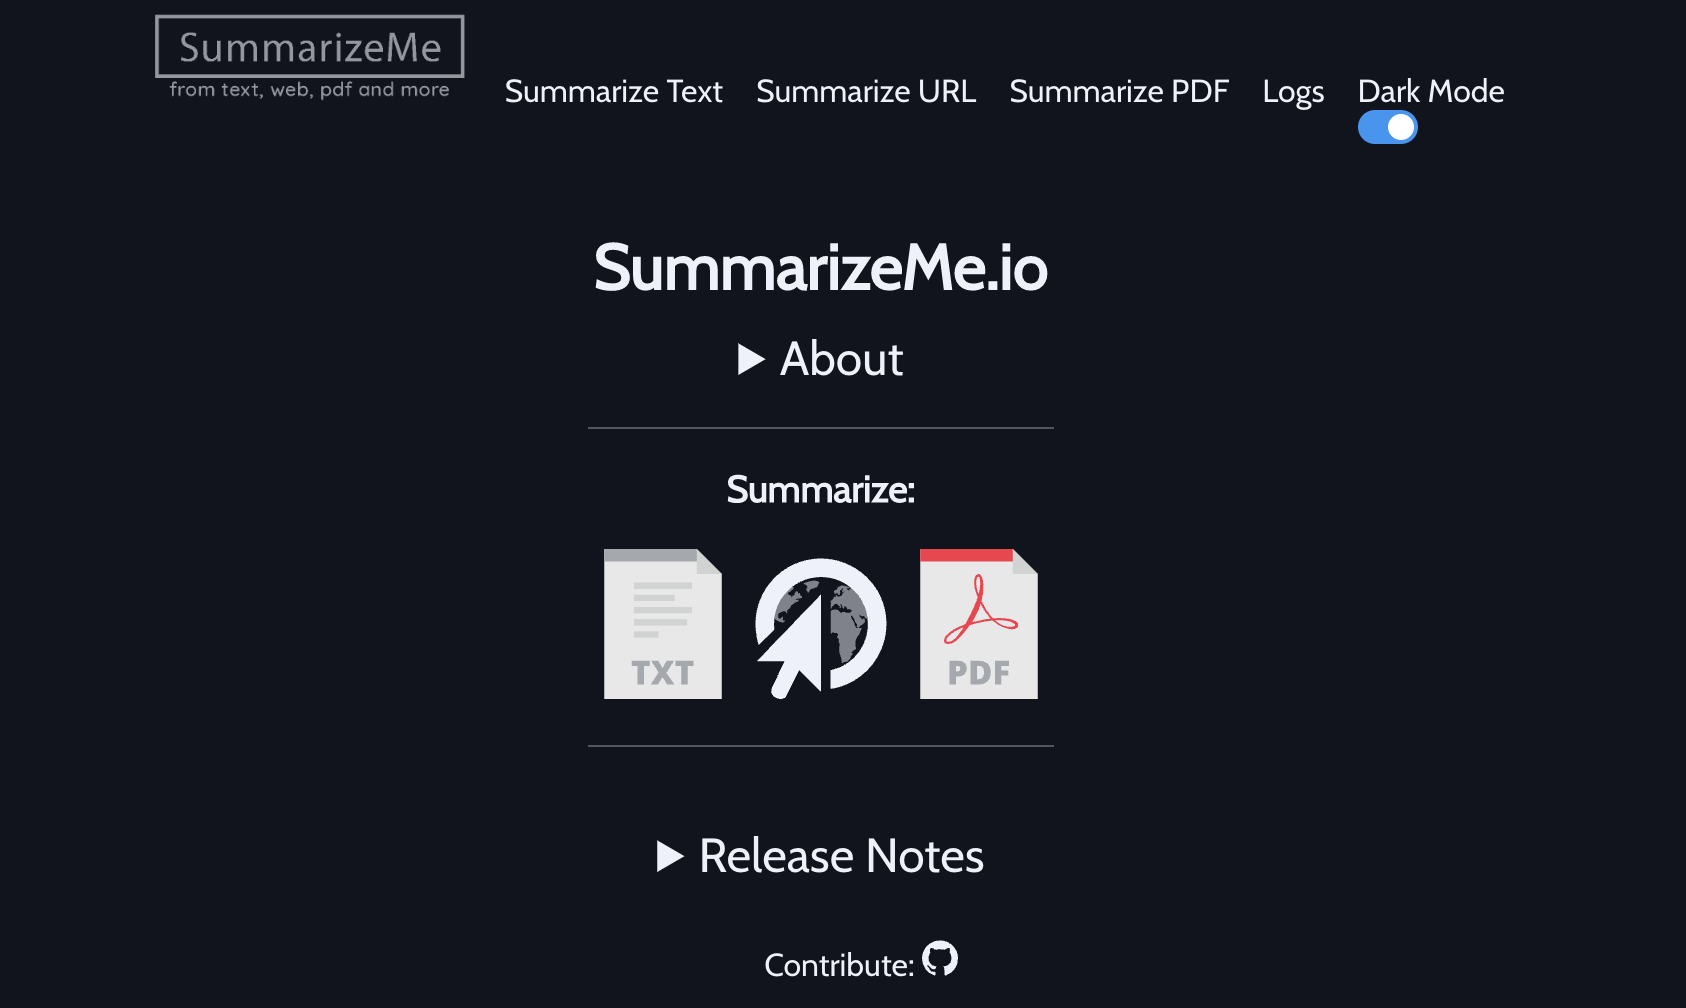 SummarizeMe
from text, web, pdf and more
Summarize Text Summarize URL Summarize PDF Logs Dark Mode
SummarizeMe.io
About
Summarize:
TXT PDF
Release Notes
Contribute: